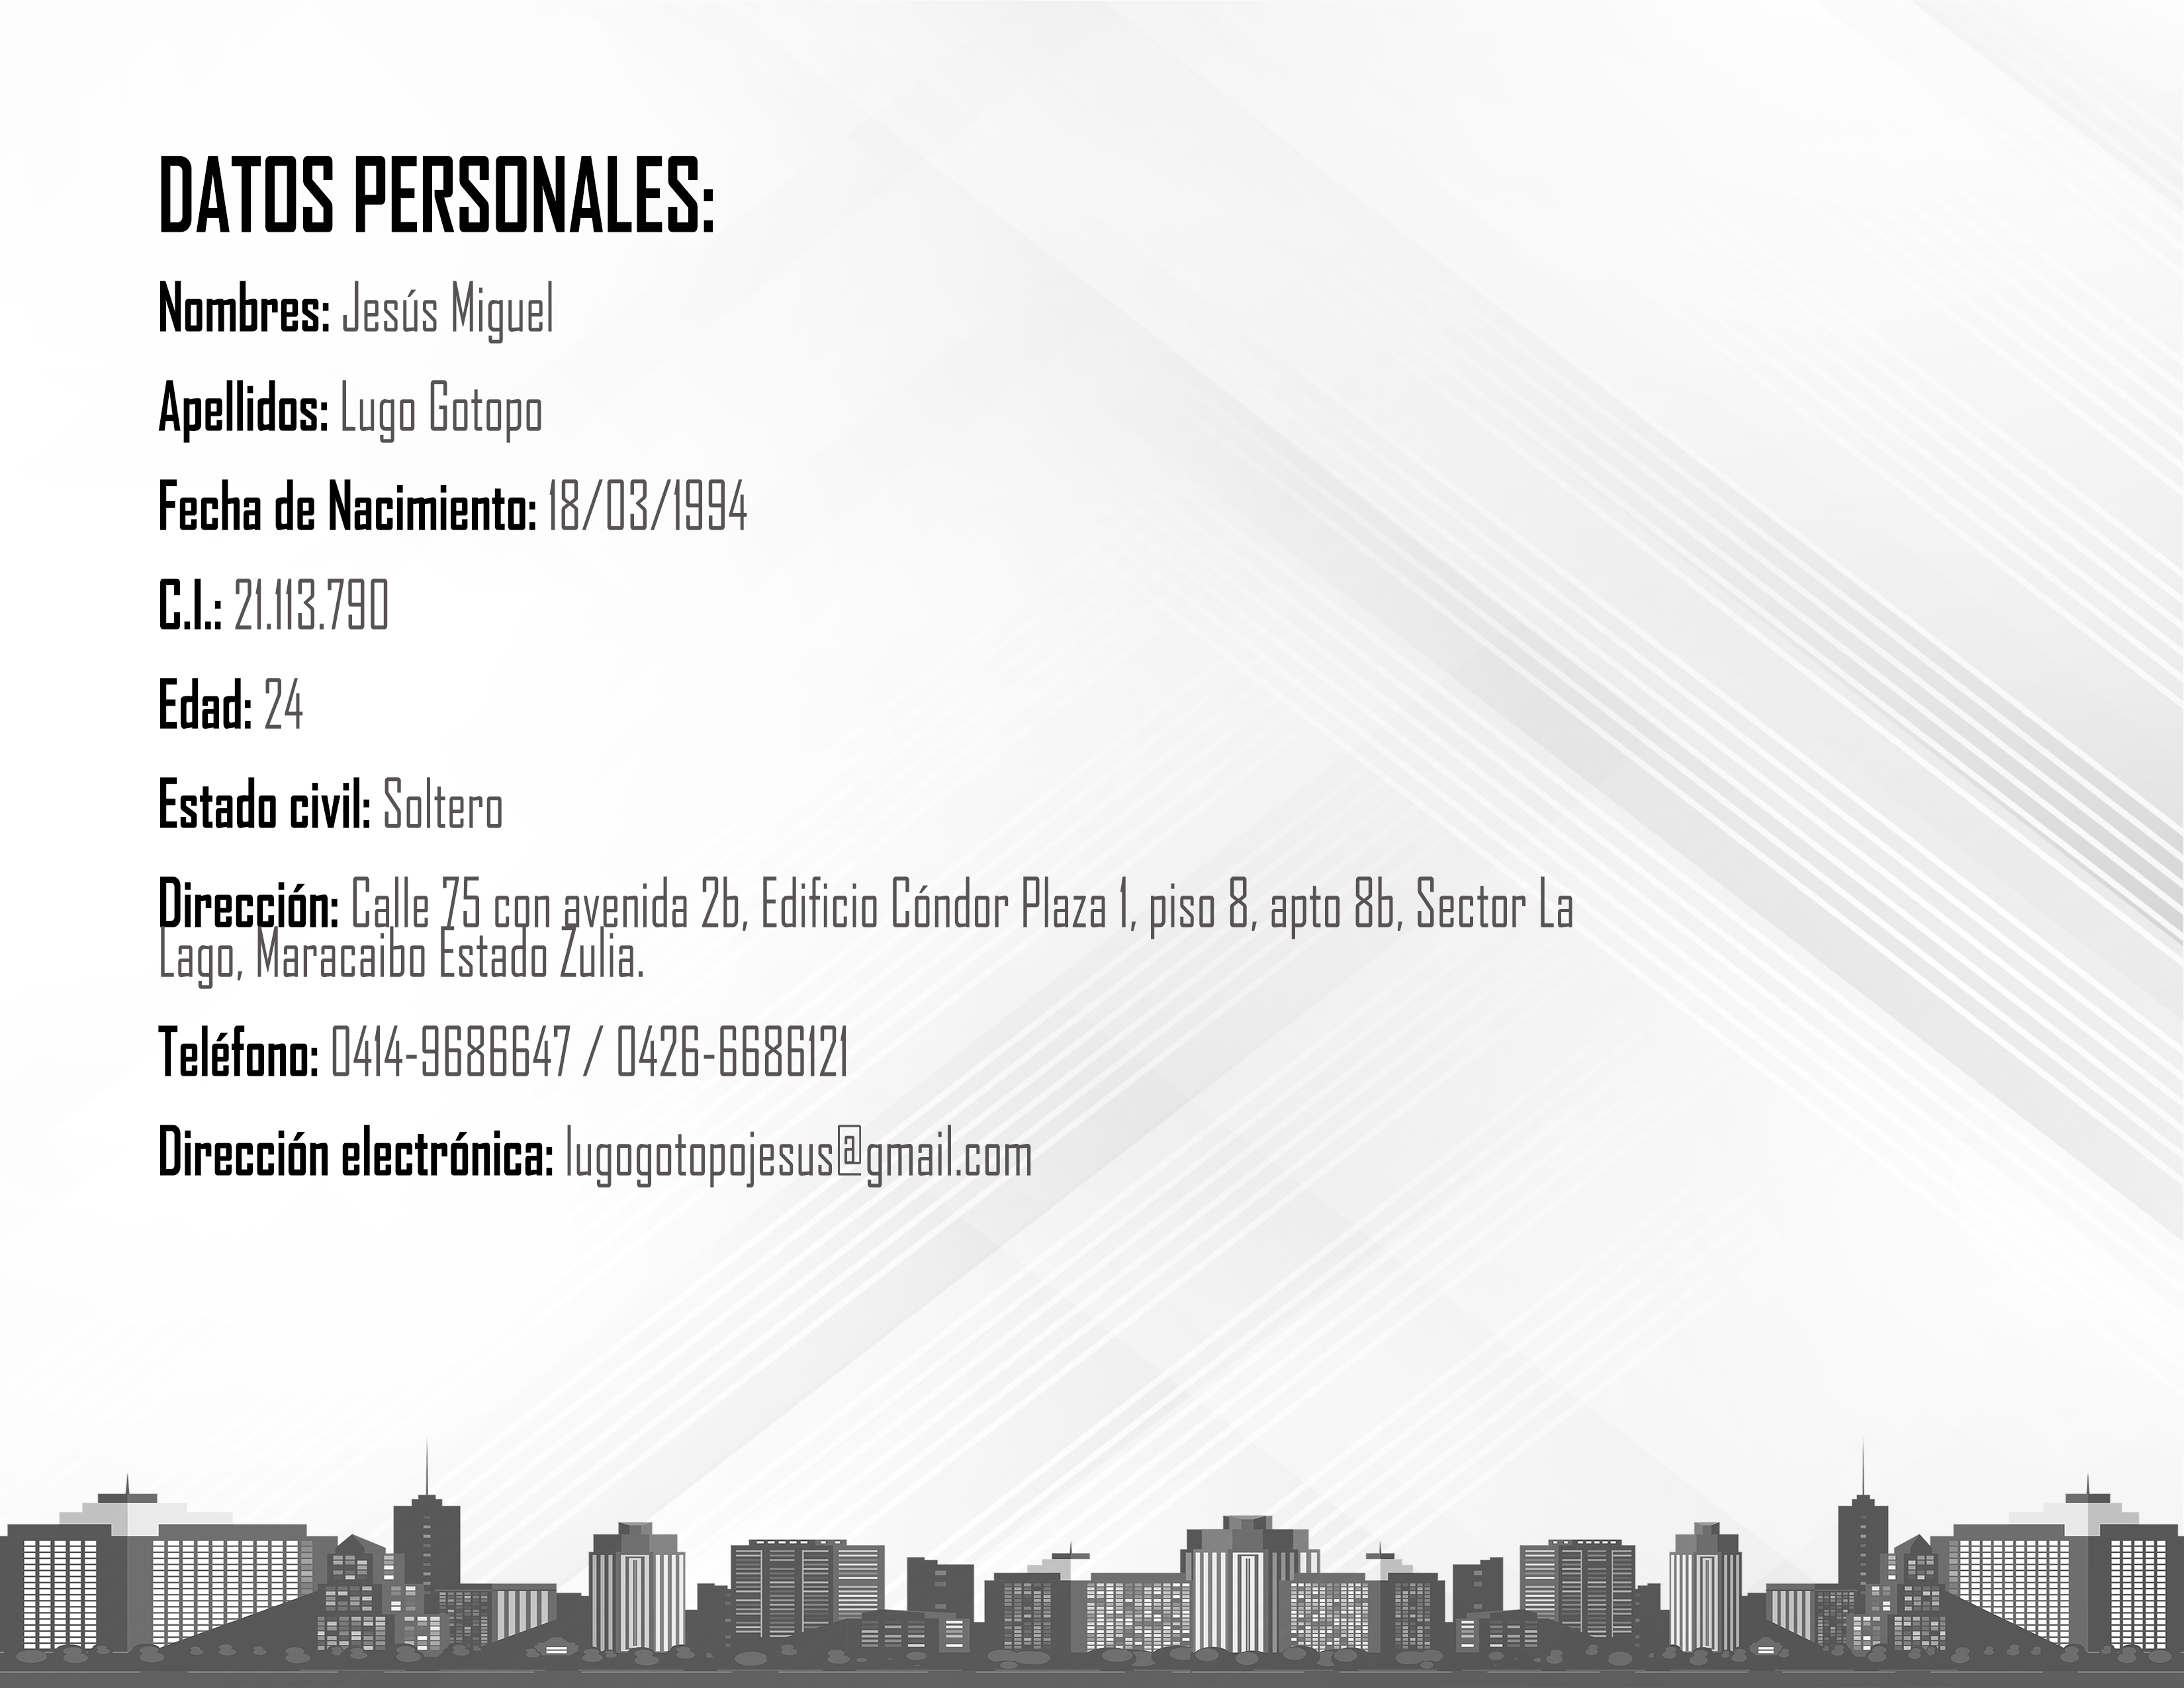 DATOS PERSONALES:
Nombres: Jesús Miguel
Apellidos: Lugo Gotopo
Fecha de Nacimiento: 18/03/1994
C.I.: 21.113.790
Edad: 24
Estado civil: Soltero
Dirección: Calle 75 con avenida 2b, Edificio Cóndor Plaza 1, piso 8, apto 8b, Sector La
Lago, Maracaibo Estado Zulia.
Teléfono: 0414-9686647 / 0426-6686121
Dirección electrónica: lugogotopojesus@gmail.com